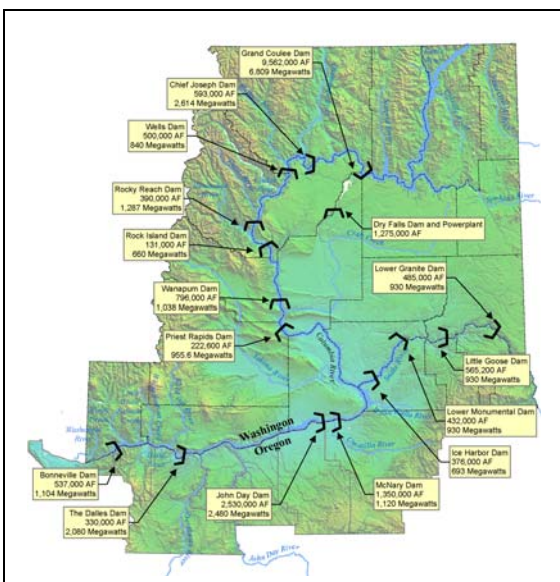 Grand Coulee Dam
9,562,000 AF
6,809 Megawatts
Chief Joseph Dam
593,000 AF
2,614 Megawatts
Wells Dam
500,000 AF
840 Megawatts
Rocky Reach Dam
390,000 AF
1,287 Megawatts
Rock Island Dam
131,000 AF
660 Megawatts
Dry Falls Dam and Powerplant
1,275,000 AF
Lower Granite Dam
485,000 AF
930 Megawatts
Wanapum Dam
796,000 AF
1,038 Megawatts
Priest Rapids Dam
222,600 AF
955.6 Megawatts
Columbia River
Little Goose Dam
565,200 AF
930 Megawatts
Lower Monumental Dam
432,000 AF
930 Megawatts
Washingon
Oregon
Ice Harbor Dam
376,000 AF
693 Megawatts
Bonneville Dam
537,000 AF
1,104 Megawatts
The Dalles Dam
330,000 AF
2,080 Megawatts
John Day Dam
2,530,000 AF
2,480 Megawatts
McNary Dam
1,350,000 AF
1,120 Megawatts
John Day River